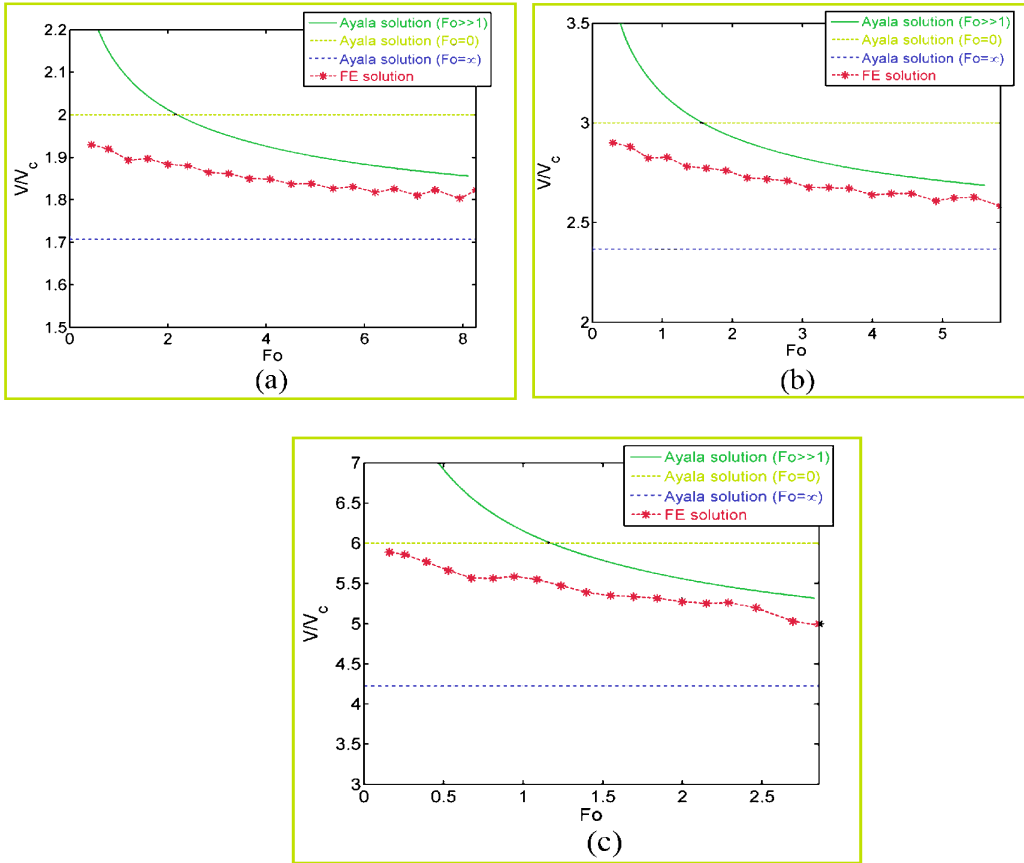 Ayala solution (Fo>>1)
Ayala solution (Fo=0)
Ayala solution (Fo=∞)
FE solution
2.2
2.1
2
1.9
1.8
1.7
1.6
1.5
V/Vc
0 2 4 6 8
Fo
(a)
Ayala solution (Fo>>1)
Ayala solution (Fo=0)
Ayala solution (Fo=∞)
FE solution
3.5
3
2.5
2
V/Vc
0 1 2 3 4 5
Fo
(b)
Ayala solution (Fo>>1)
Ayala solution (Fo=0)
Ayala solution (Fo=∞)
FE solution
7
6.5
6
5.5
5
4.5
4
3.5
3
V/Vc
0 0.5 1 1.5 2 2.5
Fo
(c)